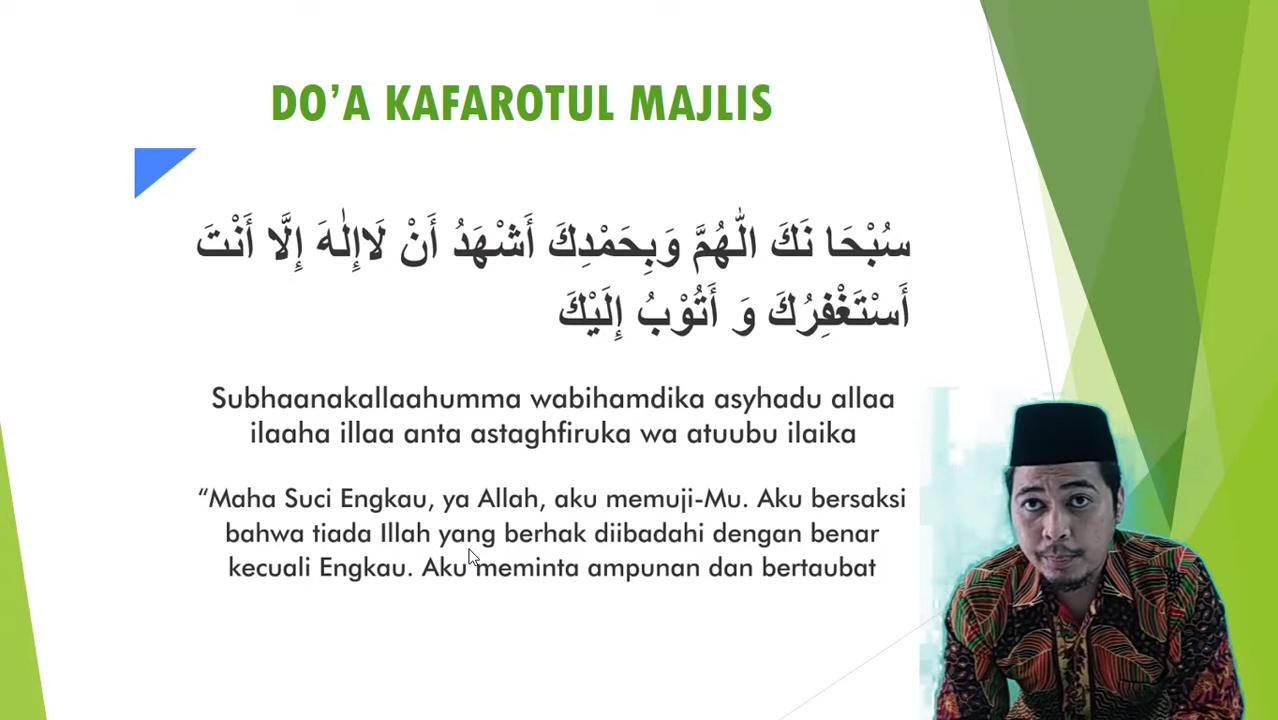 DO’A KAFAROTUL MAJLIS
سُبْحَا نَكَ اللّٰهُمَّ وَبِحَمْدِكَ أَشْهَدُ أَنْ لَاإِلٰهَ إِلَّا أَنْتَ
أَسْتَغْفِرُكَ وَ أَتُوْبُ إِلَيْكَ
Subhaanakallaahumma wabihamdika asyhadu allaa
ilaaha illaa anta astaghfiruka wa atuubu ilaika
“Maha Suci Engkau, ya Allah, aku memuji-Mu. Aku bersaksi
bahwa tiada Illah yang berhak diibadahi dengan benar
kecuali Engkau. Aku meminta ampunan dan bertaubat